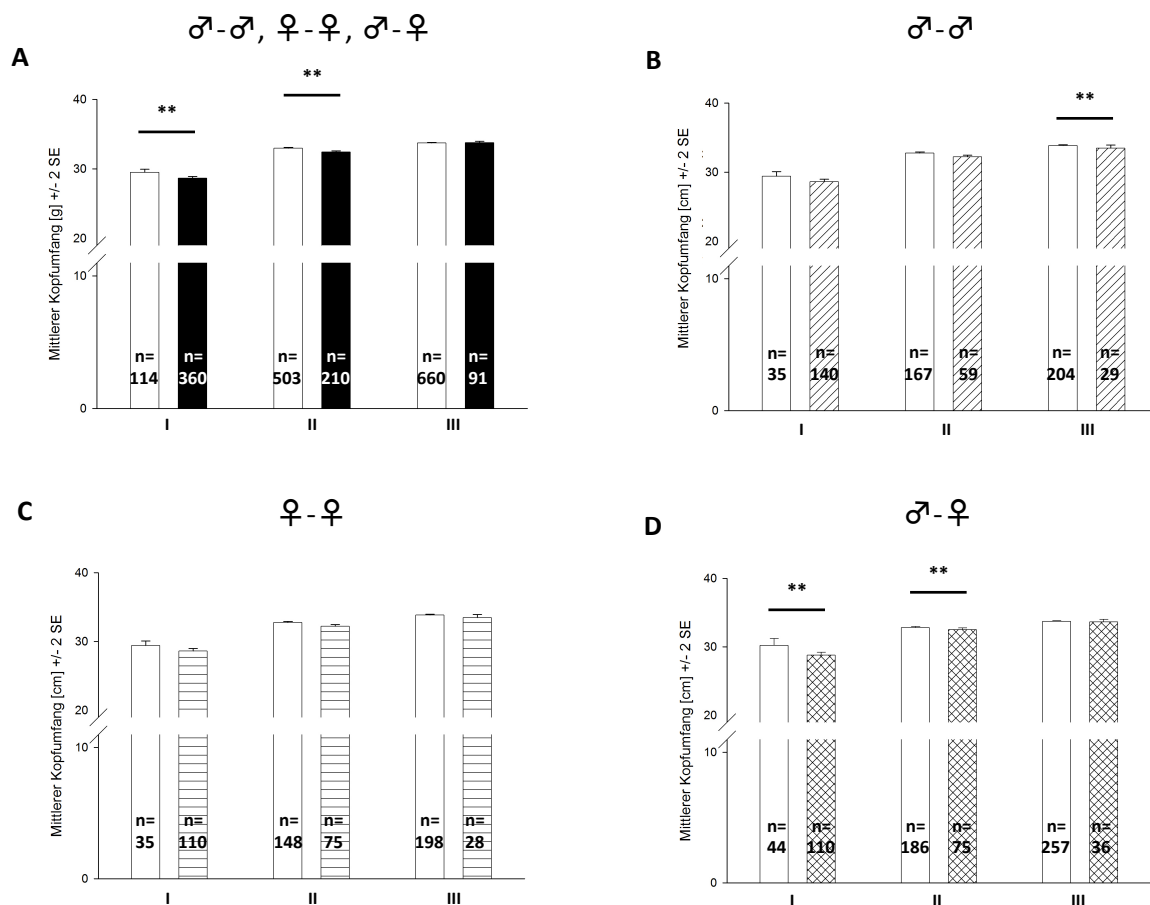 ♂-♂, ♀-♀, ♂-♀
A
**
**
40
30
20
10
0
Mittlerer Kopfumfang [g] +/- 2 SE
n= n= n= n= n= n=
114 360 503 210 660 91
I II III
♂-♂
B
**
40
30
20
10
0
Mittlerer Kopfumfang [cm] +/- 2 SE
n= n= n= n= n= n=
35 140 167 59 204 29
I II III
♀-♀
C
40
30
20
10
0
Mittlerer Kopfumfang [cm] +/- 2 SE
n= n= n= n= n= n=
35 110 148 75 198 28
I II III
♂-♀
D
** **
40
30
20
10
0
Mittlerer Kopfumfang [cm] +/- 2 SE
n= n= n= n= n= n=
44 110 186 75 257 36
I II III